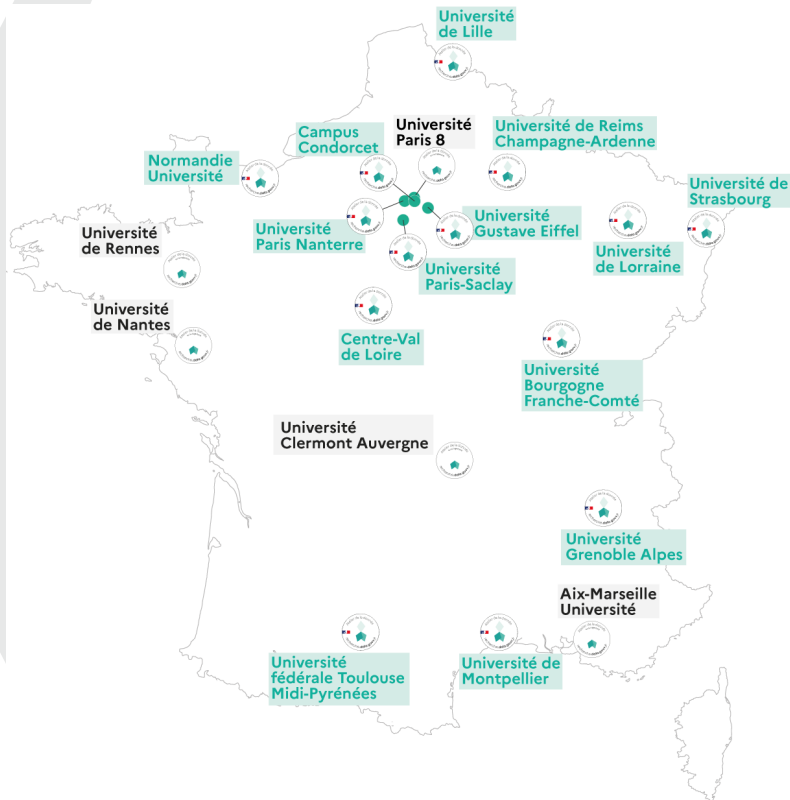 Université
de Lille
Campus
Condorcet
Université
Paris 8
Université de Reims
Champagne-Ardenne
Normandie
Université
Université de
Strasbourg
Université
de Rennes
Université
Paris Nanterre
Université
Gustave Eiffel
Université
de Lorraine
Université
Paris-Saclay
Université
de Nantes
Centre-Val
de Loire
Université
Bourgogne
Franche-Comté
Université
Clermont Auvergne
Université
Grenoble Alpes
Aix-Marseille
Université
Université
fédérale Toulouse
Midi-Pyrénées
Université de
Montpellier